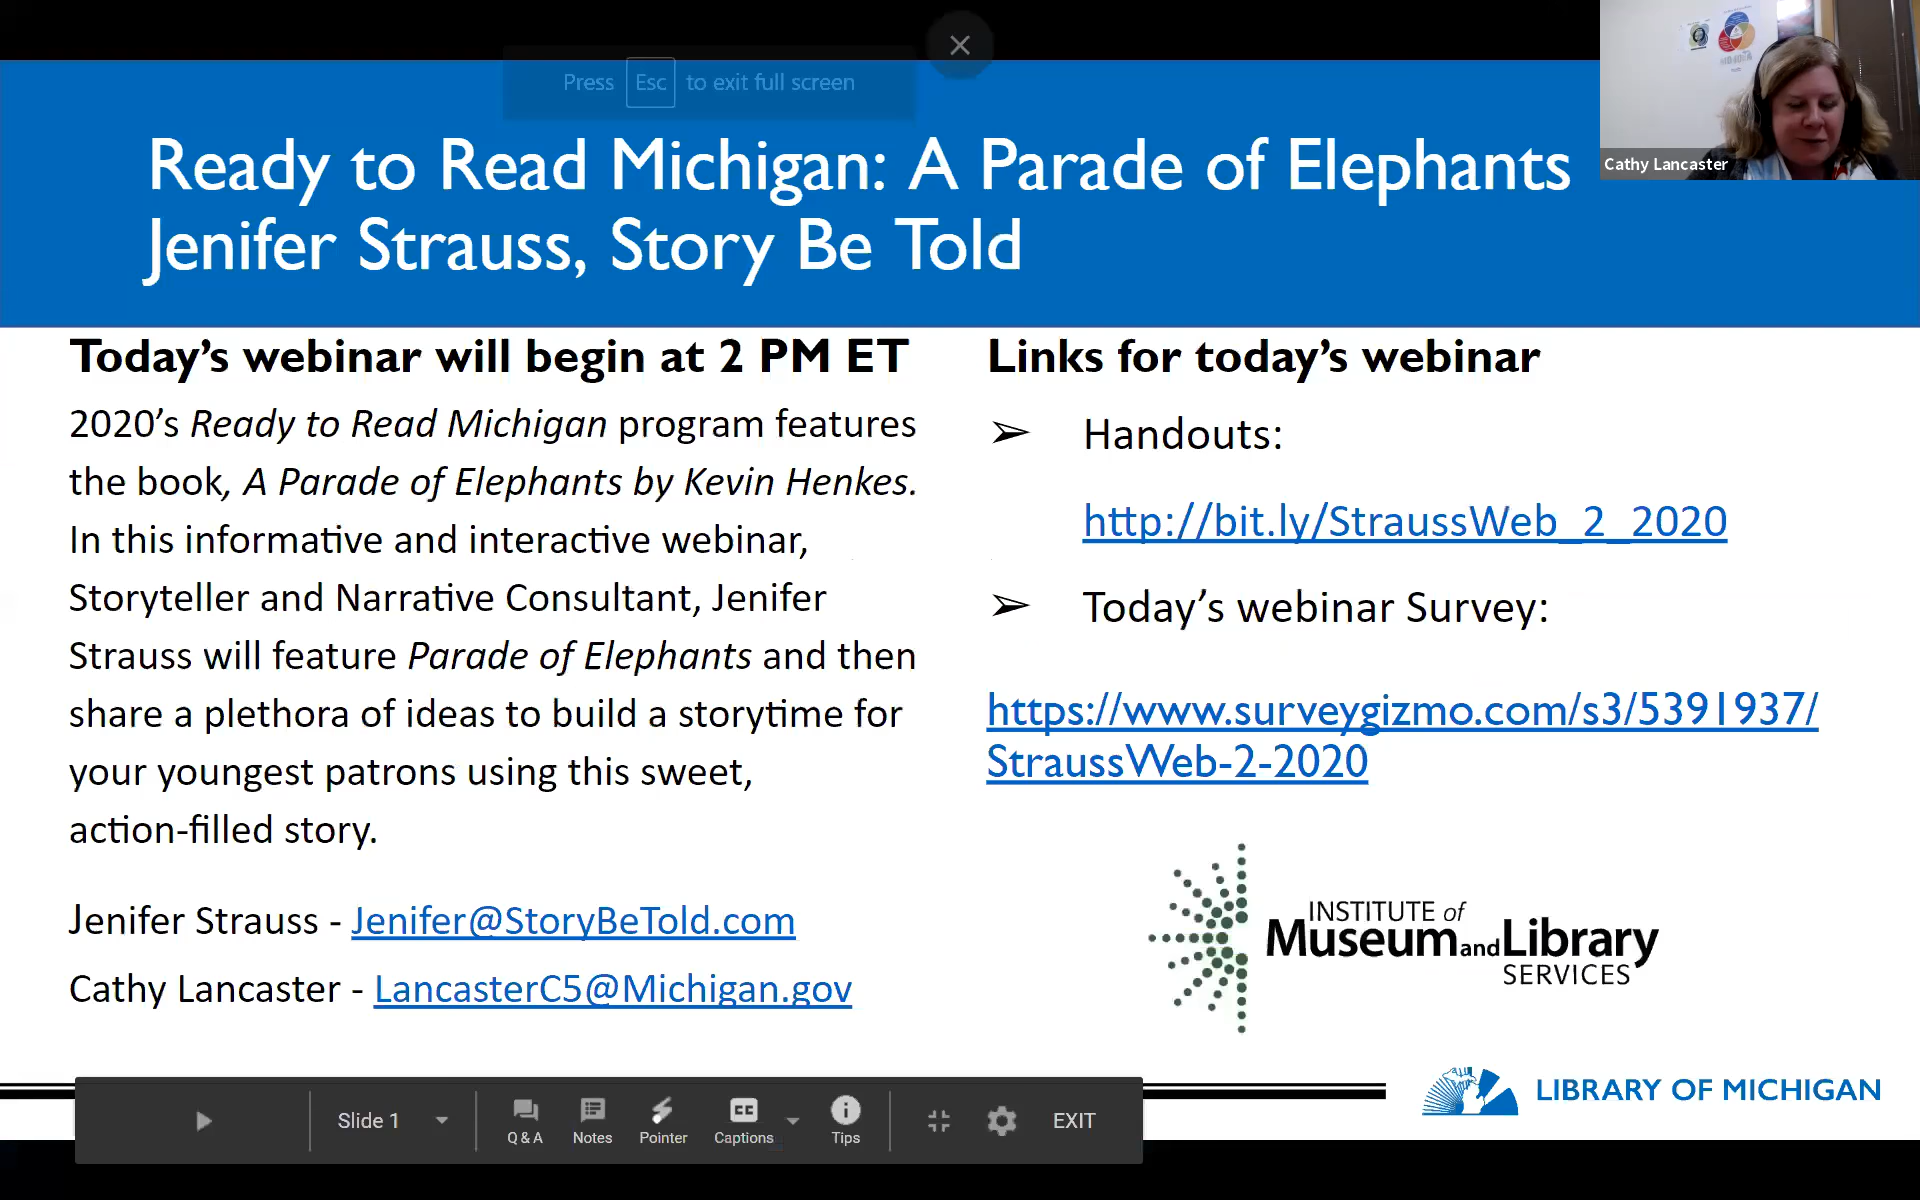 Press Esc to exit full screen
Ready to Read Michigan: A Parade of Elephants
Jenifer Strauss, Story Be Told
Cathy Lancaster
Today’s webinar will begin at 2 PM ET
2020’s Ready to Read Michigan program features
the book, A Parade of Elephants by Kevin Henkes.
In this informative and interactive webinar,
Storyteller and Narrative Consultant, Jenifer
Strauss will feature Parade of Elephants and then
share a plethora of ideas to build a storytime for
your youngest patrons using this sweet,
action-filled story.
Jenifer Strauss - Jenifer@StoryBeTold.com
Cathy Lancaster - LancasterC5@Michigan.gov
Links for today’s webinar
➢ Handouts:
http://bit.ly/StraussWeb_2_2020
➢ Today’s webinar Survey:
https://www.surveygizmo.com/s3/5391937/
StraussWeb-2-2020
INSTITUTE of
Museum and Library
SERVICES
LIBRARY OF MICHIGAN
Slide 1
Q & A
Notes
Pointer
CC
Captions
Tips
EXIT